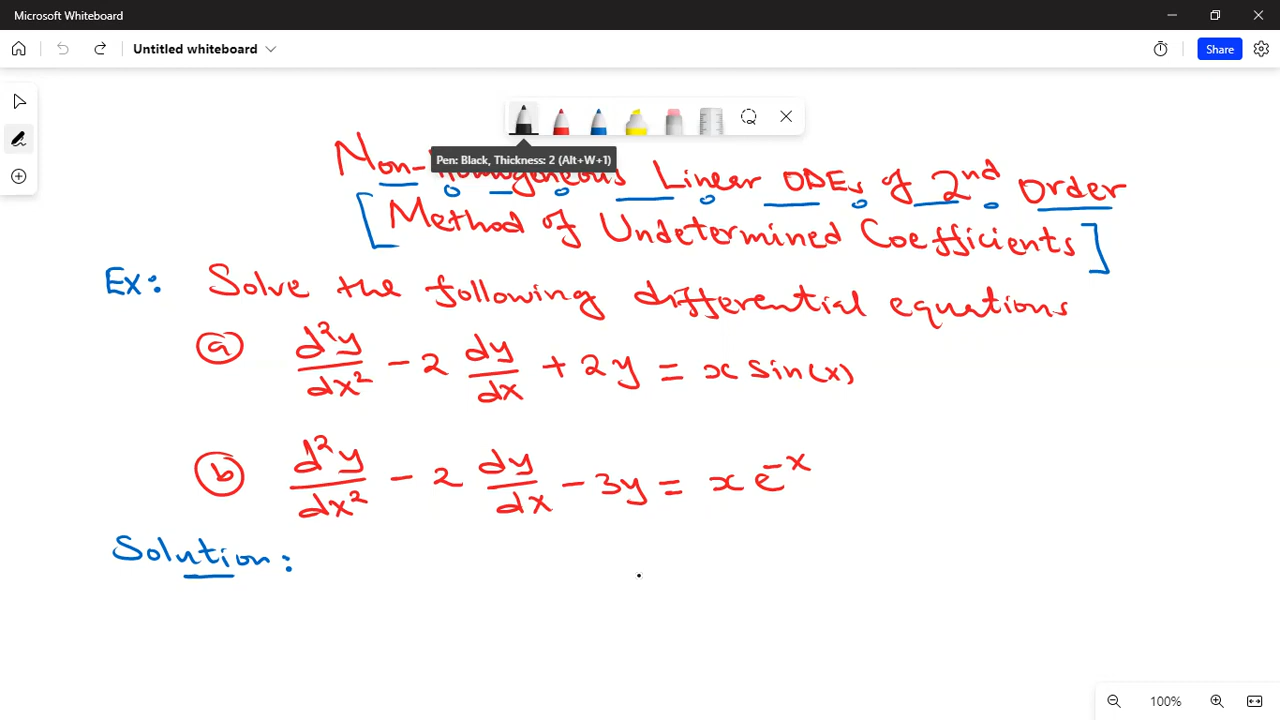 Microsoft Whiteboard
Untitled whiteboard
Share
Pen: Black, Thickness: 2 (Alt+W+1)
Non-Homogeneous Linear ODEs of 2nd Order
[Method of Undetermined Coefficients]
Ex: Solve the following differential equations
ⓐ d²y/dx² - 2 dy/dx + 2y = x sin(x)
ⓑ d²y/dx² - 2 dy/dx - 3y = x e^-x
Solution:
100%